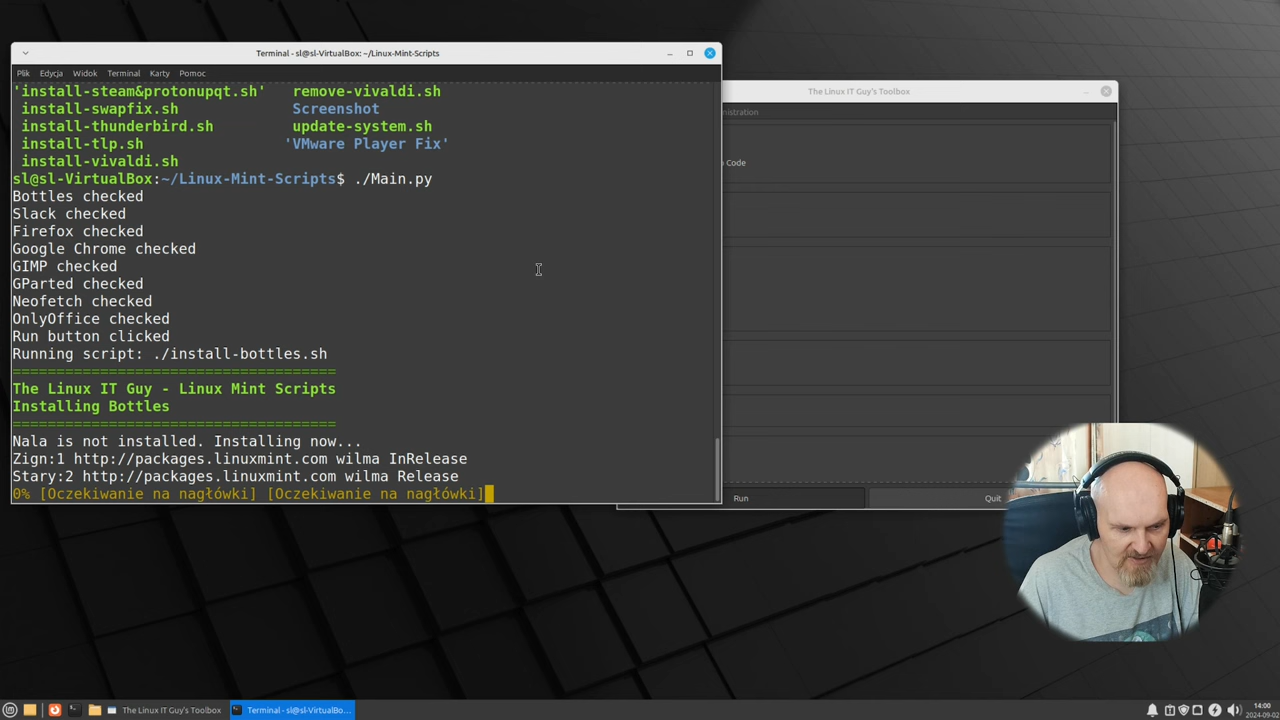 Terminal - sl@sl-VirtualBox: ~/Linux-Mint-Scripts
Plik Edycja Widok Terminal Karty Pomoc
'install-steam&protonupqt.sh' remove-vivaldi.sh
install-swapfix.sh Screenshot
install-thunderbird.sh update-system.sh
install-tlp.sh 'VMware Player Fix'
install-vivaldi.sh
sl@sl-VirtualBox:~/Linux-Mint-Scripts$ ./Main.py
Bottles checked
Slack checked
Firefox checked
Google Chrome checked
GIMP checked
GParted checked
Neofetch checked
OnlyOffice checked
Run button clicked
Running script: ./install-bottles.sh
=====================================
The Linux IT Guy - Linux Mint Scripts
Installing Bottles
=====================================
Nala is not installed. Installing now...
Zign:1 http://packages.linuxmint.com wilma InRelease
Stary:2 http://packages.linuxmint.com wilma Release
0% [Oczekiwanie na nagłówki] [Oczekiwanie na nagłówki]
The Linux IT Guy's Toolbox
Code
Run Quit
The Linux IT Guy's Toolbox
Terminal - sl@sl-VirtualBo...
14:00
2024-09-02